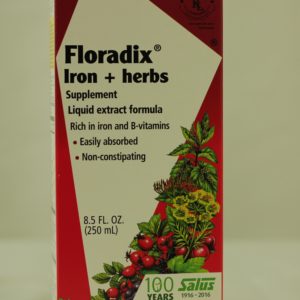 Floradix®
Iron + herbs
Supplement
Liquid extract formula
Rich in iron and B-vitamins
• Easily absorbed
• Non-constipating
8.5 FL. OZ.
(250 mL)
100 YEARS
Salus
1916 - 2016